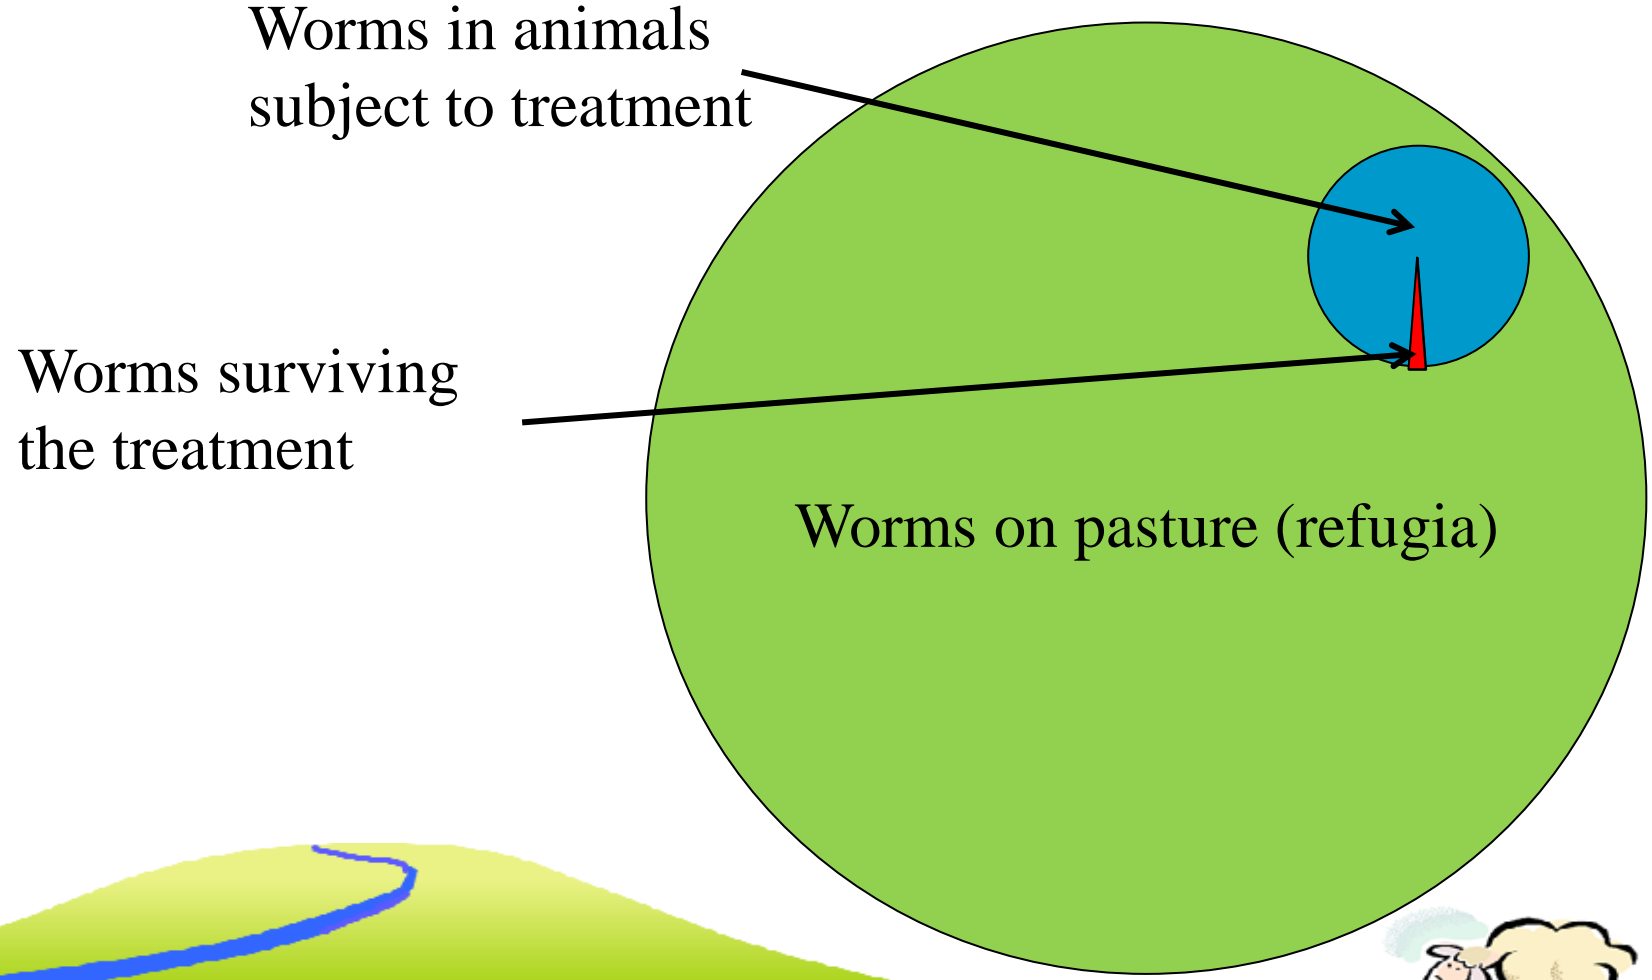 Worms in animals
subject to treatment
Worms surviving
the treatment
Worms on pasture (refugia)